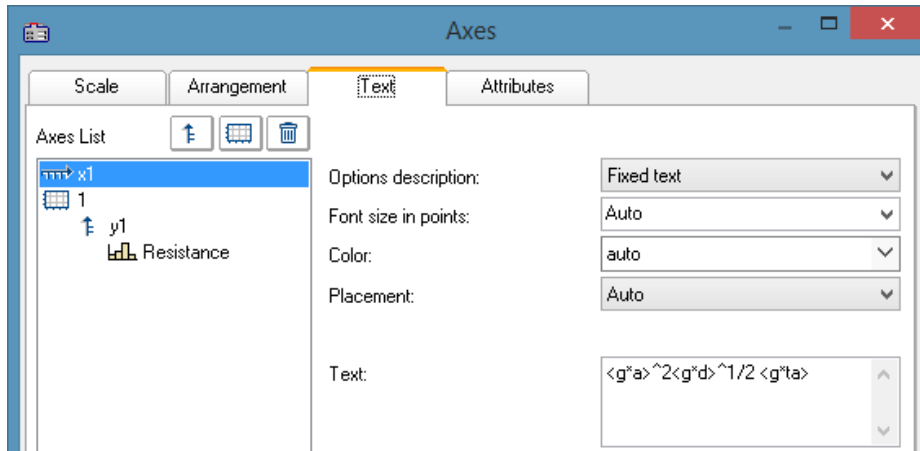 Axes
Scale Arrangement Text Attributes
Axes List
x1
1
y1
Resistance
Options description: Fixed text
Font size in points: Auto
Color: auto
Placement: Auto
Text: <g*a>^2<g*d>^1/2 <g*ta>